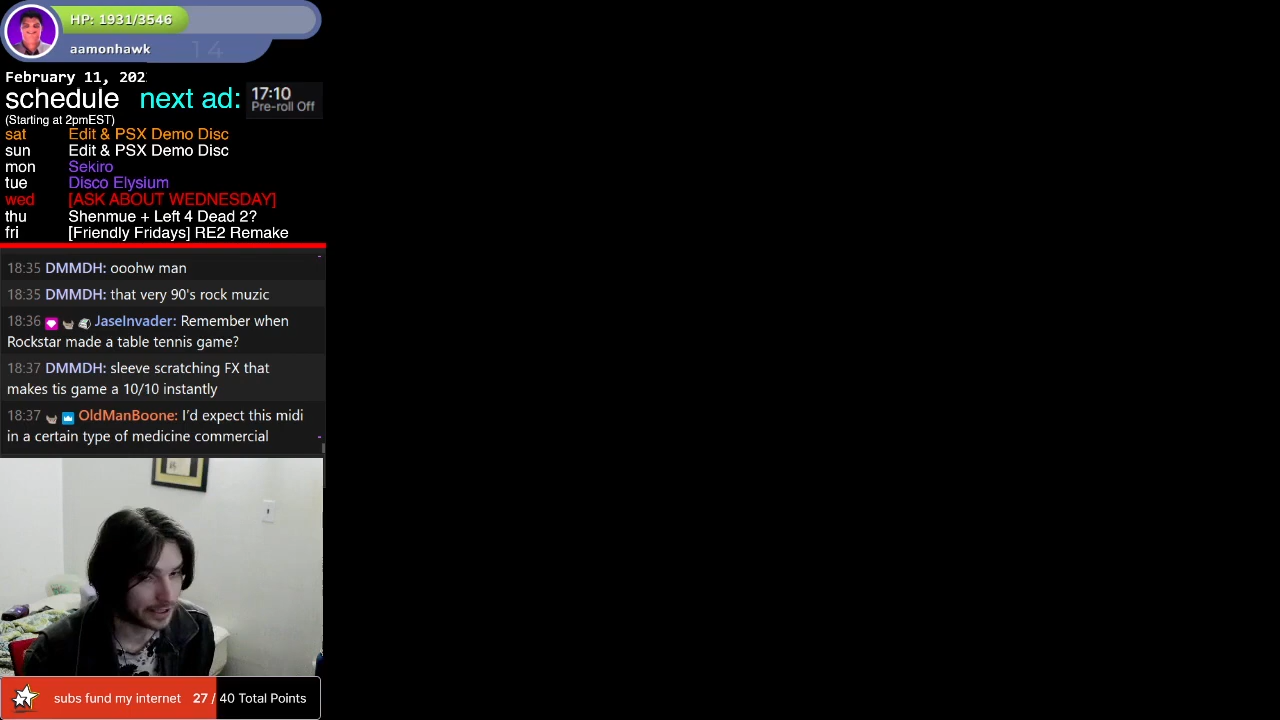 HP: 1931/3546
aamonhawk
14
February 11, 202
schedule next ad: 17:10
Pre-roll Off
(Starting at 2pmEST)
sat Edit & PSX Demo Disc
sun Edit & PSX Demo Disc
mon Sekiro
tue Disco Elysium
wed [ASK ABOUT WEDNESDAY]
thu Shenmue + Left 4 Dead 2?
fri [Friendly Fridays] RE2 Remake
18:35 DMMDH: ooohw man
18:35 DMMDH: that very 90's rock muzic
18:36 JaseInvader: Remember when
Rockstar made a table tennis game?
18:37 DMMDH: sleeve scratching FX that
makes tis game a 10/10 instantly
18:37 OldManBoone: I'd expect this midi
in a certain type of medicine commercial
subs fund my internet 27 / 40 Total Points